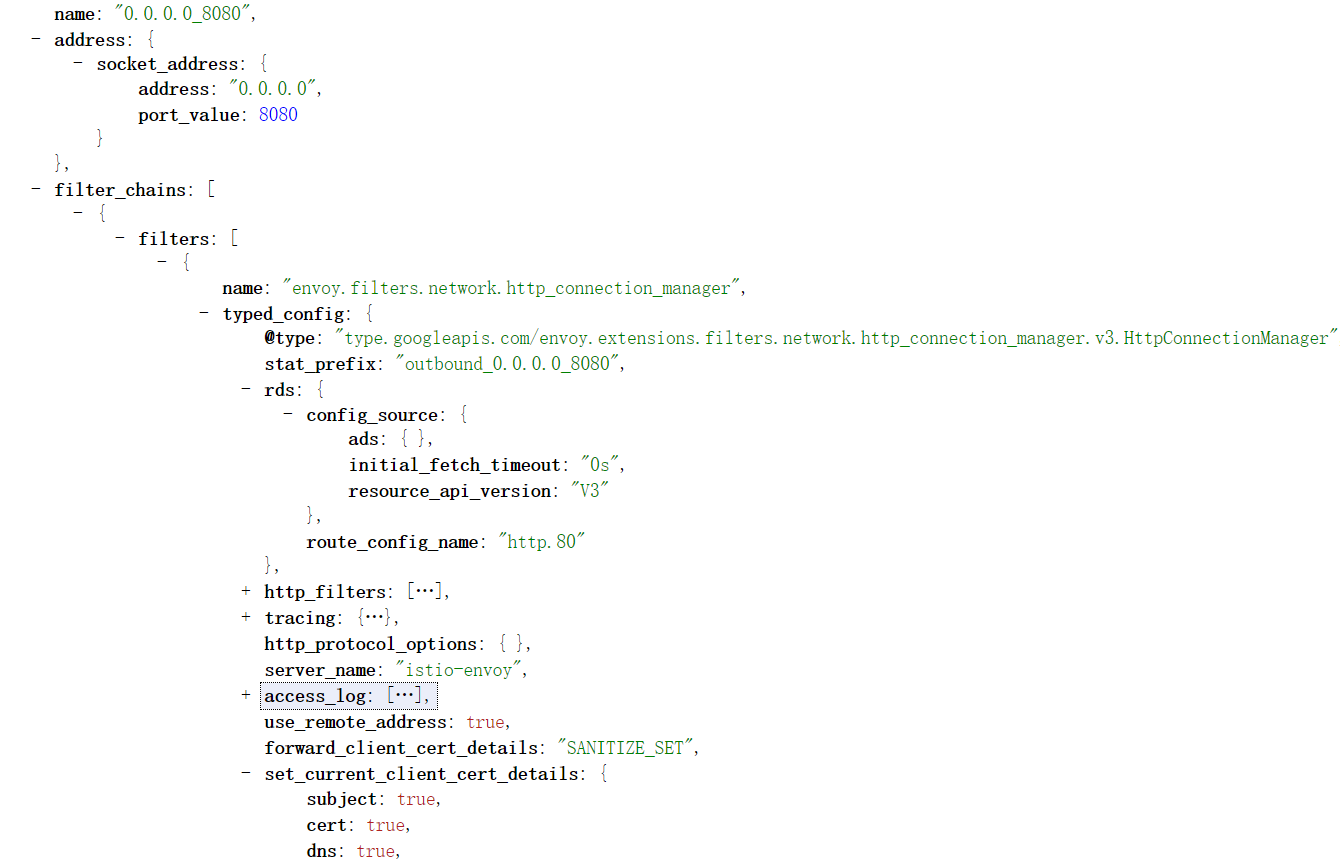 name: "0.0.0.0_8080",
- address: {
- socket_address: {
address: "0.0.0.0",
port_value: 8080
}
},
- filter_chains: [
- {
- filters: [
- {
name: "envoy.filters.network.http_connection_manager",
- typed_config: {
@type: "type.googleapis.com/envoy.extensions.filters.network.http_connection_manager.v3.HttpConnectionManager"
stat_prefix: "outbound_0.0.0.0_8080",
- rds: {
- config_source: {
ads: { },
initial_fetch_timeout: "0s",
resource_api_version: "V3"
},
route_config_name: "http.80"
},
+ http_filters: […],
+ tracing: {…},
http_protocol_options: { },
server_name: "istio-envoy",
+ access_log: […],
use_remote_address: true,
forward_client_cert_details: "SANITIZE_SET",
- set_current_client_cert_details: {
subject: true,
cert: true,
dns: true,